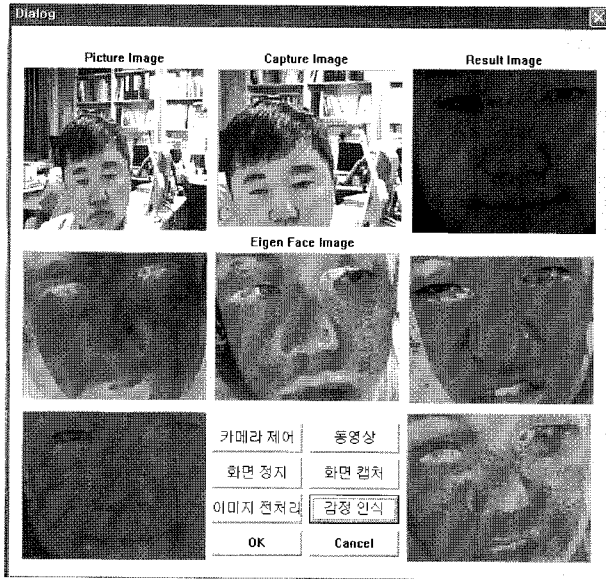 Dialog
Picture Image Capture Image Result Image
Eigen Face Image
카메라 제어 동영상
화면 정지 화면 캡처
이미지 전처리 감정 인식
OK Cancel